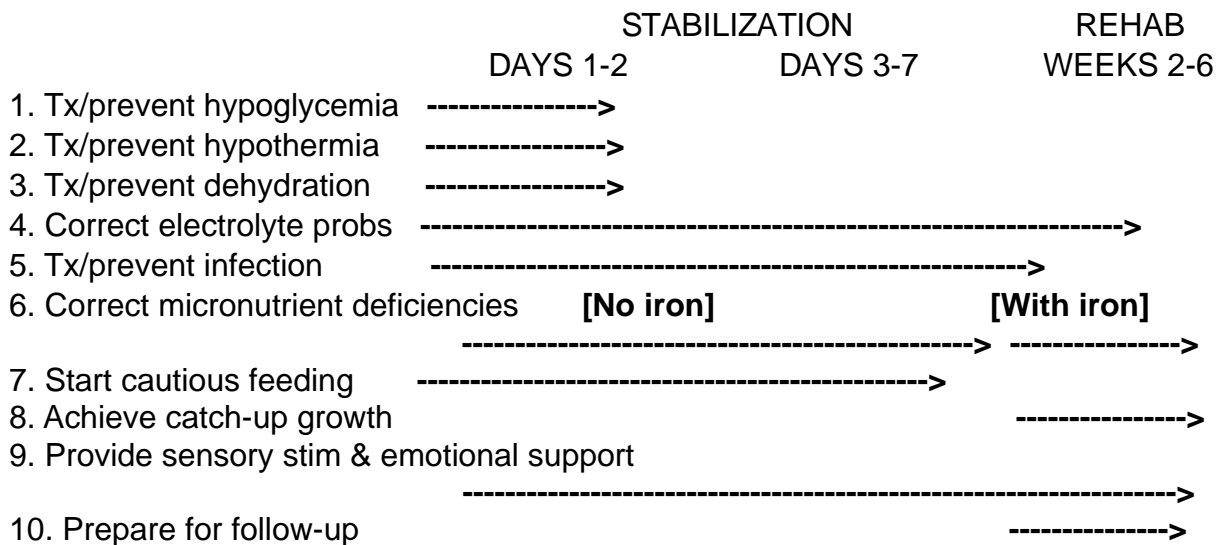 STABILIZATION REHAB
DAYS 1-2 DAYS 3-7 WEEKS 2-6
1. Tx/prevent hypoglycemia ---------------->
2. Tx/prevent hypothermia ----------------->
3. Tx/prevent dehydration ----------------->
4. Correct electrolyte probs ------------------------------------------------------------------>
5. Tx/prevent infection -------------------------------------------------------->
6. Correct micronutrient deficiencies [No iron] [With iron]
------------------------------------------------> ---------------->
7. Start cautious feeding ------------------------------------------------>
8. Achieve catch-up growth ---------------->
9. Provide sensory stim & emotional support
------------------------------------------------------------------->
10. Prepare for follow-up --------------->